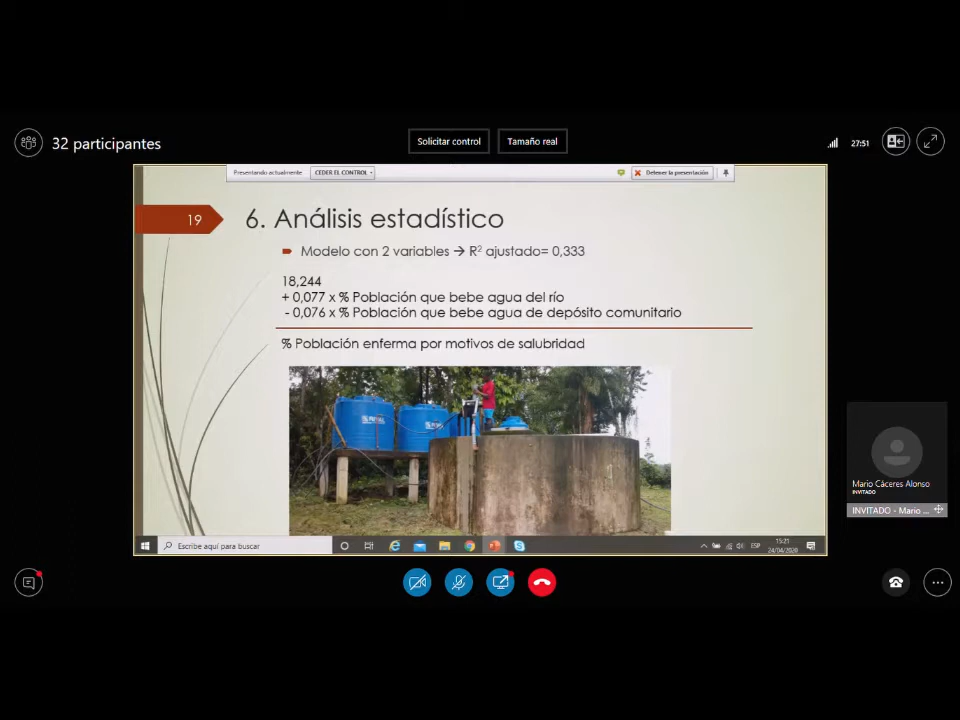 32 participantes
Solicitar control
Tamaño real
27:51
Presentando actualmente
CEDER EL CONTROL
Detener la presentación
19
6. Análisis estadístico
Modelo con 2 variables → R² ajustado= 0,333
18,244
+ 0,077 x % Población que bebe agua del río
- 0,076 x % Población que bebe agua de depósito comunitario
% Población enferma por motivos de salubridad
Mario Cáceres Alonso
INVITADO
INVITADO - Mario ...
Escribe aquí para buscar
ESP
15:21
24/04/2020